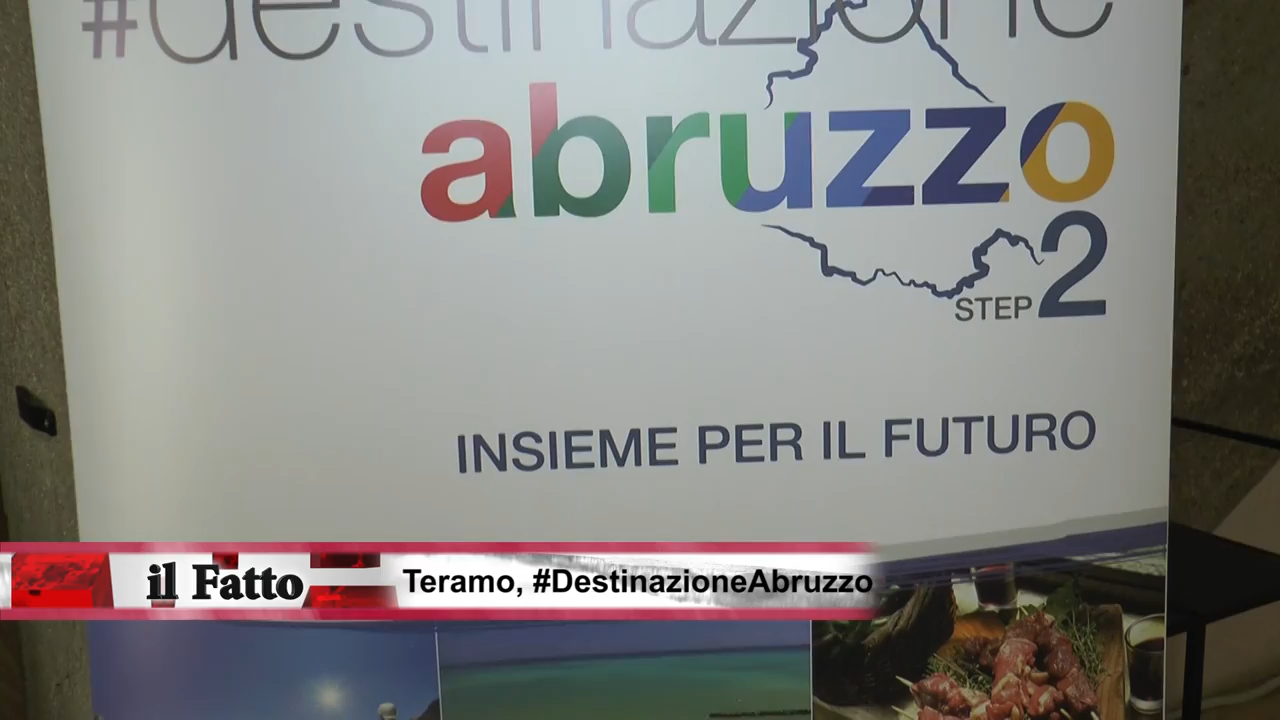 #destinazione
abruzzo
STEP 2
INSIEME PER IL FUTURO
il Fatto
Teramo, #DestinazioneAbruzzo